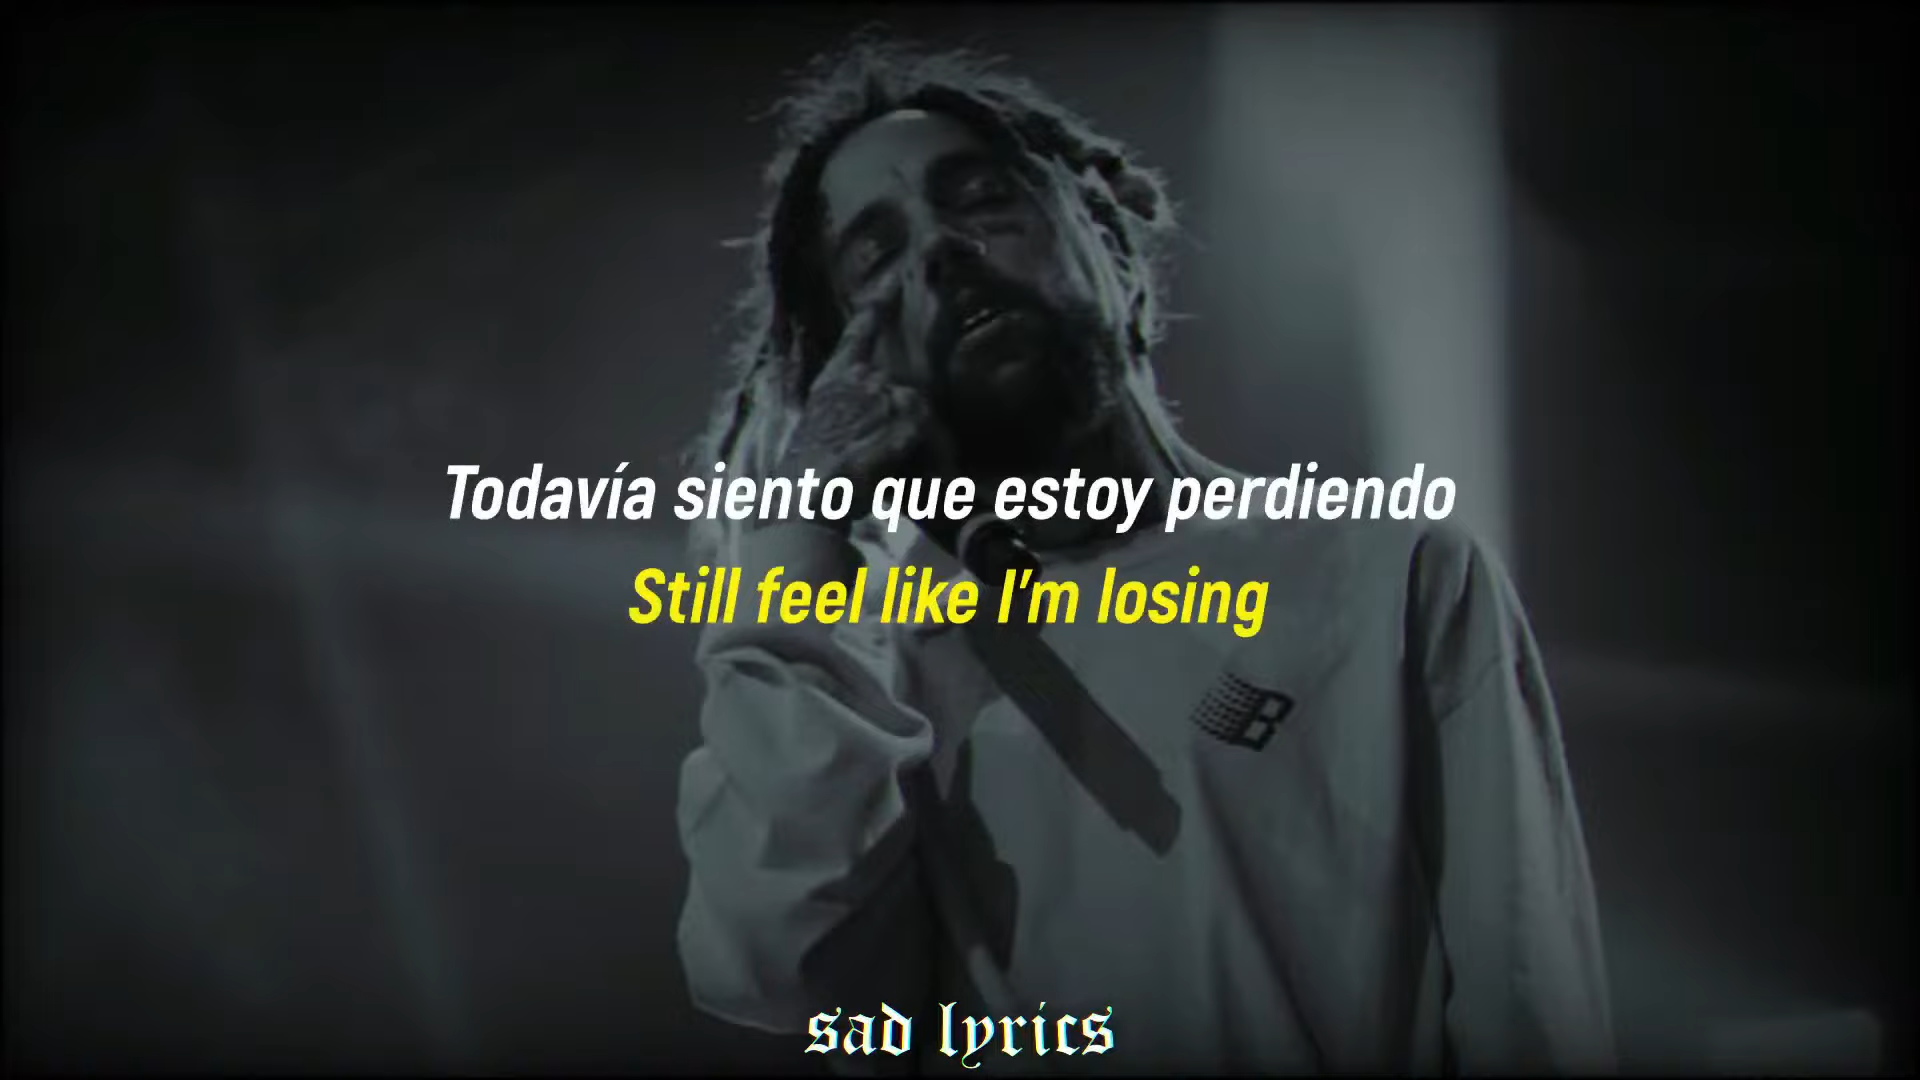 Todavía siento que estoy perdiendo
Still feel like I'm losing
B
sad lyrics